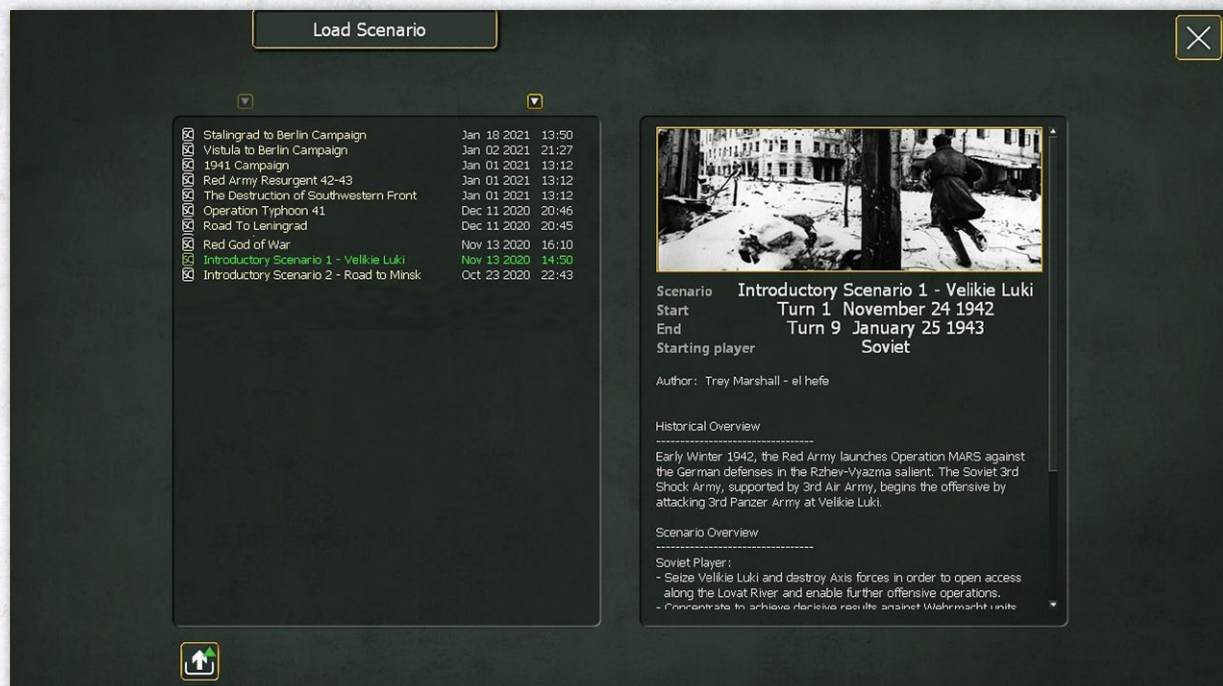 Load Scenario
Stalingrad to Berlin Campaign Jan 18 2021 13:50
Vistula to Berlin Campaign Jan 02 2021 21:27
1941 Campaign Jan 01 2021 13:12
Red Army Resurgent 42-43 Jan 01 2021 13:12
The Destruction of Southwestern Front Jan 01 2021 13:12
Operation Typhoon 41 Dec 11 2020 20:46
Road To Leningrad Dec 11 2020 20:45
Red God of War Nov 13 2020 16:10
Introductory Scenario 1 - Velikie Luki Nov 13 2020 14:50
Introductory Scenario 2 - Road to Minsk Oct 23 2020 22:43
Scenario Introductory Scenario 1 - Velikie Luki
Start Turn 1 November 24 1942
End Turn 9 January 25 1943
Starting player Soviet
Author: Trey Marshall - el hefe
Historical Overview
---------------------------------
Early Winter 1942, the Red Army launches Operation MARS against
the German defenses in the Rzhev-Vyazma salient. The Soviet 3rd
Shock Army, supported by 3rd Air Army, begins the offensive by
attacking 3rd Panzer Army at Velikie Luki.
Scenario Overview
---------------------------------
Soviet Player:
- Seize Velikie Luki and destroy Axis forces in order to open access
along the Lovat River and enable further offensive operations.
- Concentrate to achieve decisive results against Wehrmacht units